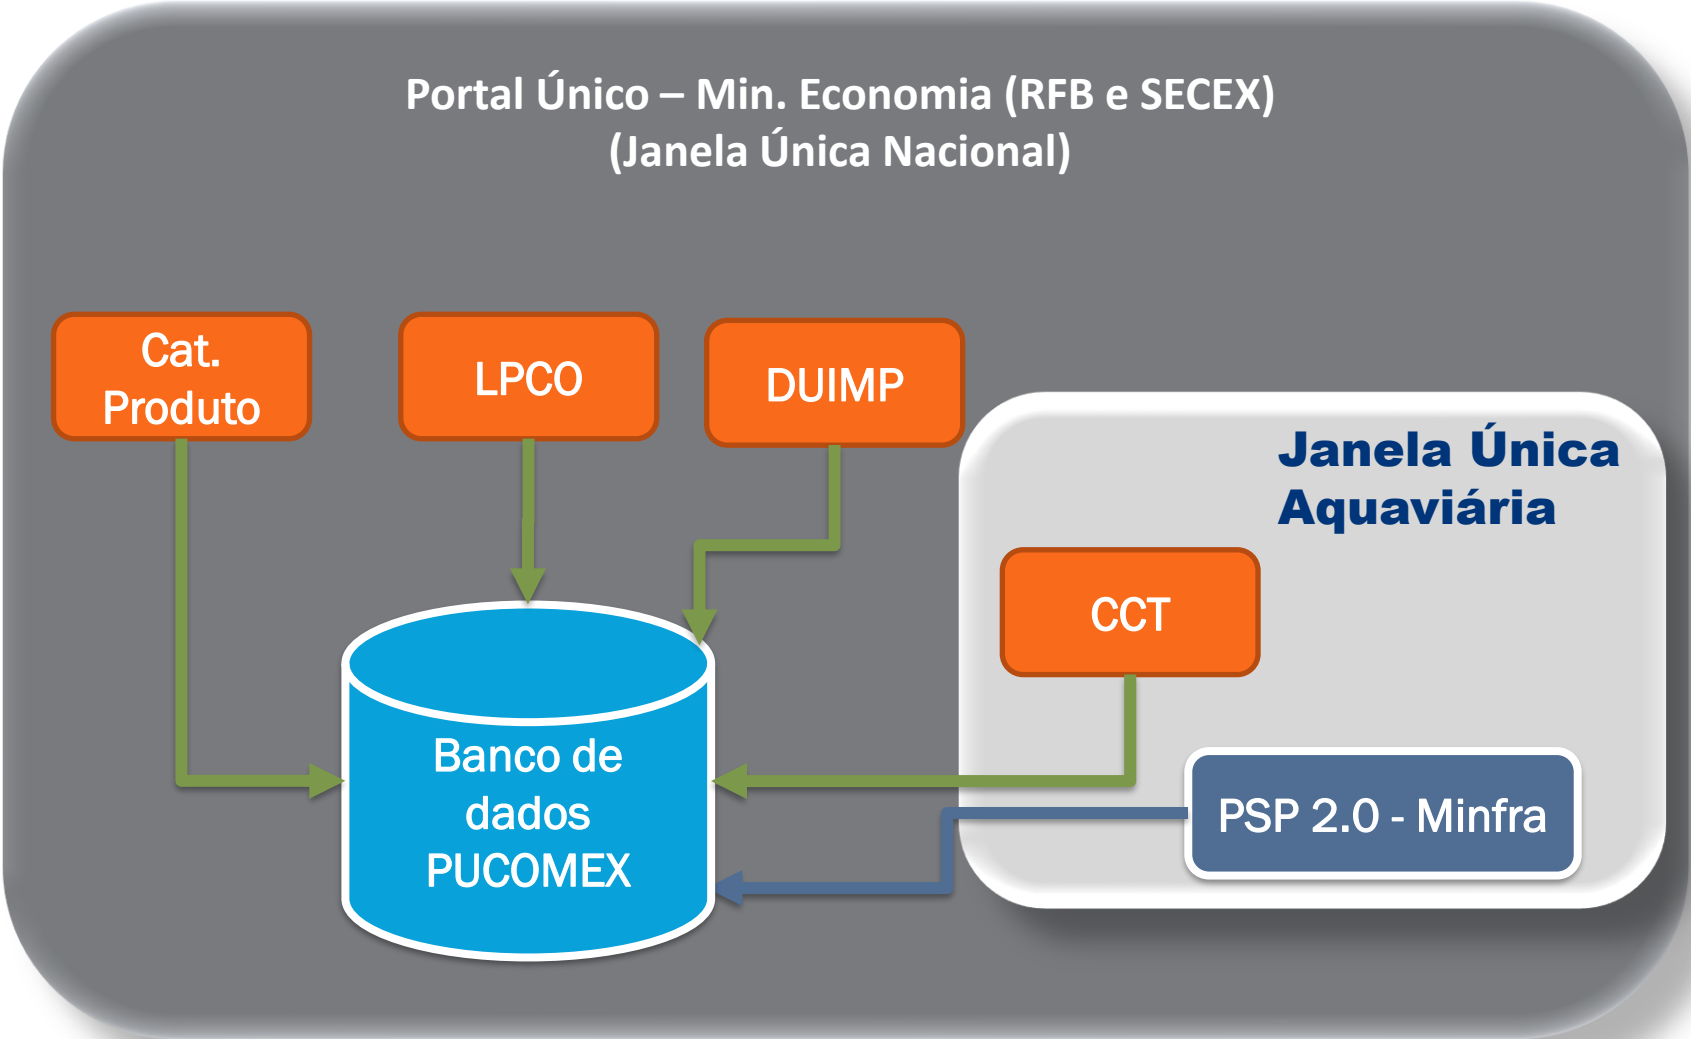 Portal Único – Min. Economia (RFB e SECEX)
(Janela Única Nacional)
Cat.
Produto
LPCO
DUIMP
Janela Única
Aquaviária
CCT
Banco de
dados
PUCOMEX
PSP 2.0 - Minfra